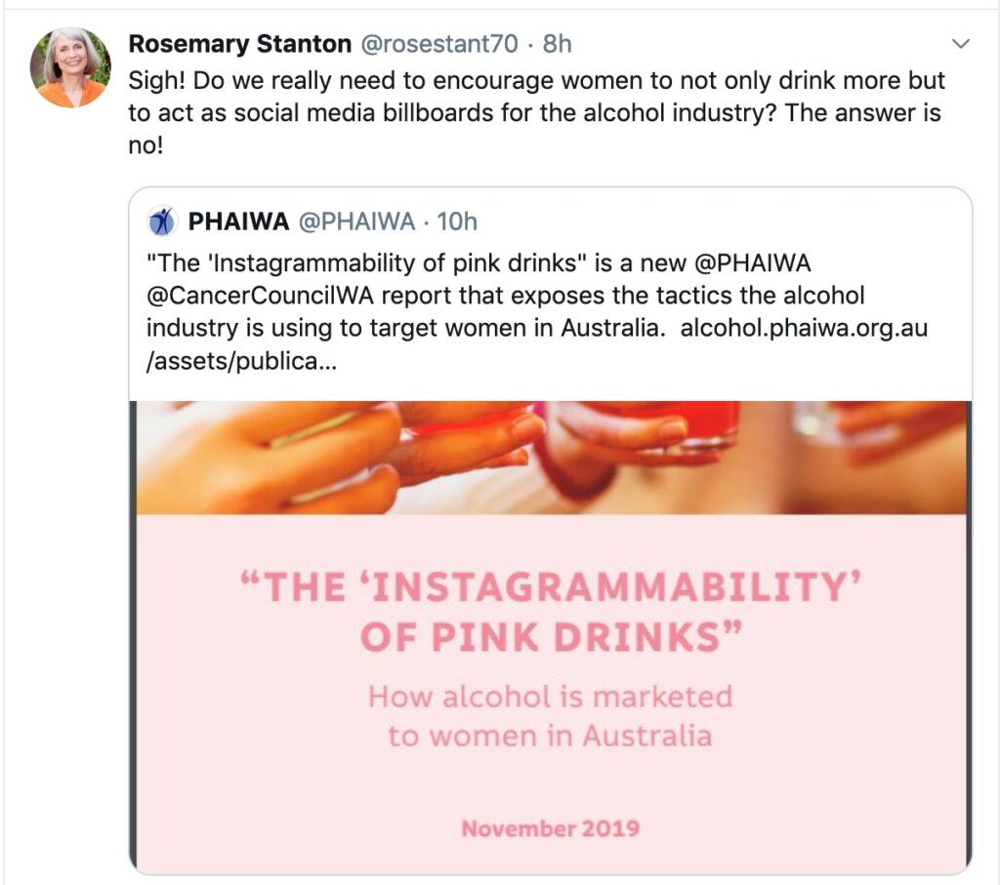 Rosemary Stanton @rosestant70 · 8h
Sigh! Do we really need to encourage women to not only drink more but
to act as social media billboards for the alcohol industry? The answer is
no!
PHAIWA @PHAIWA · 10h
"The 'Instagrammability of pink drinks" is a new @PHAIWA
@CancerCouncilWA report that exposes the tactics the alcohol
industry is using to target women in Australia.  alcohol.phaiwa.org.au
/assets/publica...
“THE ‘INSTAGRAMMABILITY’
OF PINK DRINKS”
How alcohol is marketed
to women in Australia
November 2019